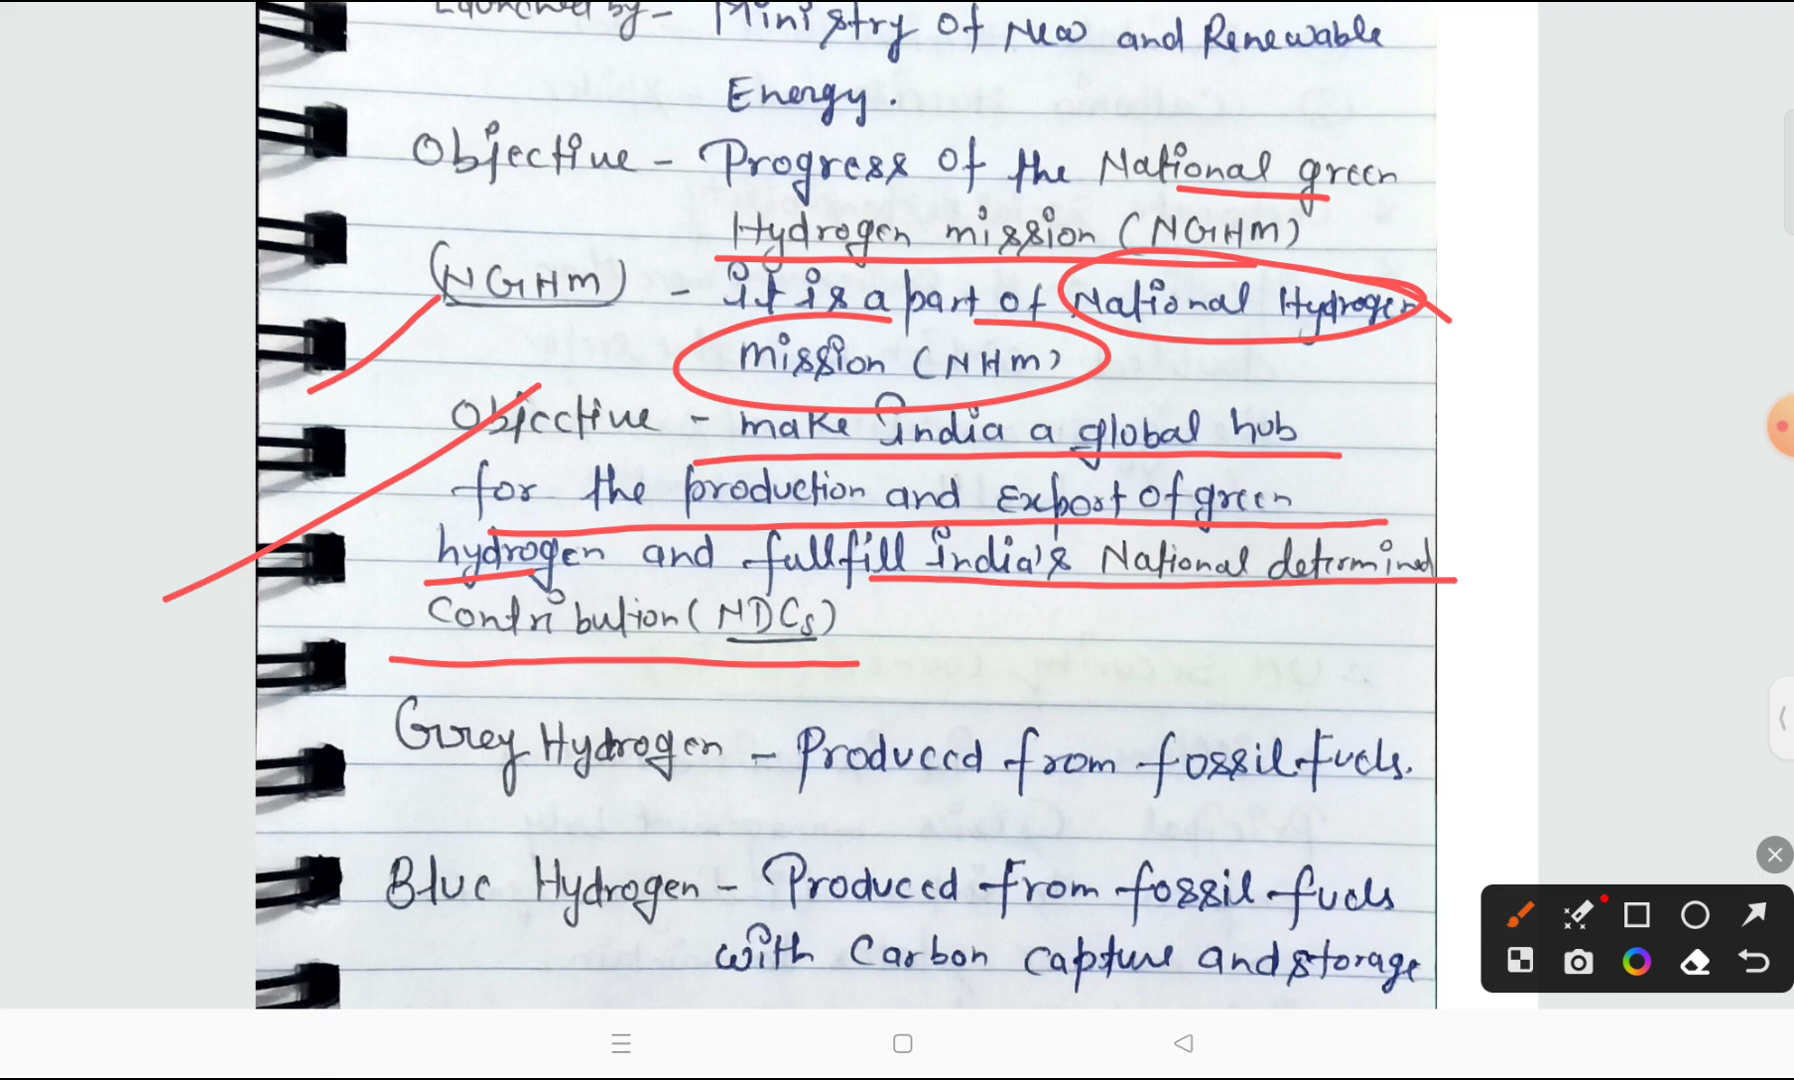 Launched by - Ministry of New and Renewable
Energy.
Objective - Progress of the National green
Hydrogen mission (NGHM)
(NGHM) - it is a part of National Hydrogen
mission (NHM)
Objective - make india a global hub
for the production and Export of green
hydrogen and fullfill india's National determined
Contribution (NDCs)
Grey Hydrogen - Produced from fossil fuels.
Blue Hydrogen - Produced from fossil fuels
with Carbon capture and storage